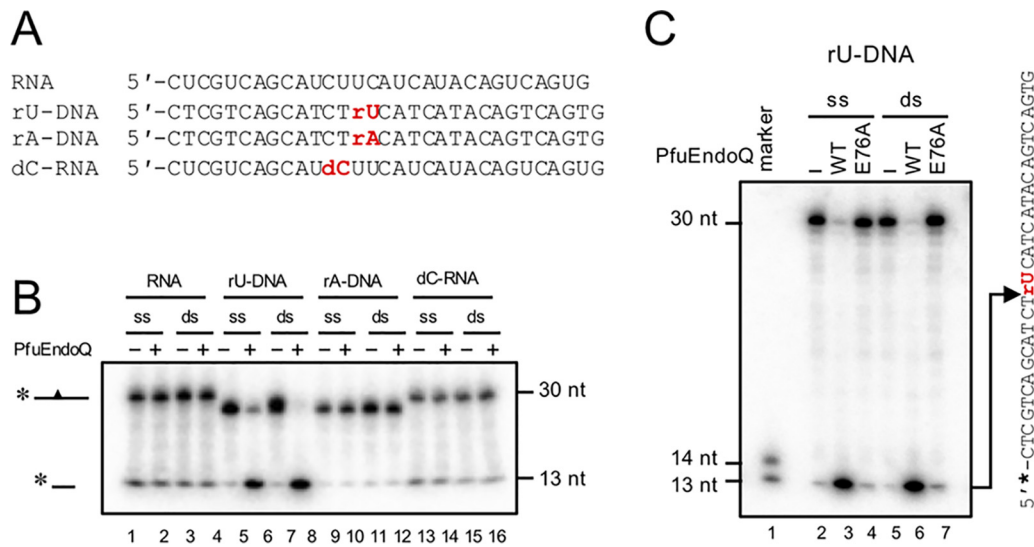 A
RNA 5′-CUCGUCAGCAUCUUCAUCAUACAGUCAGUG
rU-DNA 5′-CTCGTCAGCATCTrUCATCATACAGTCAGTG
rA-DNA 5′-CTCGTCAGCATCTrACATCATACAGTCAGTG
dC-RNA 5′-CUCGUCAGCAUdCUUCAUCAUACAGUCAGUG
B
RNA rU-DNA rA-DNA dC-RNA
ss ds ss ds ss ds ss ds
PfuEndoQ − + − + − + − + − + − + − + − +
* 30 nt
* 13 nt
1 2 3 4 5 6 7 8 9 10 11 12 13 14 15 16
C
rU-DNA
ss ds
PfuEndoQ marker − WT E76A − WT E76A
30 nt
14 nt
13 nt
1 2 3 4 5 6 7
5′*-CTCGTCAGCATCTrUCATCATACAGTCAGTG